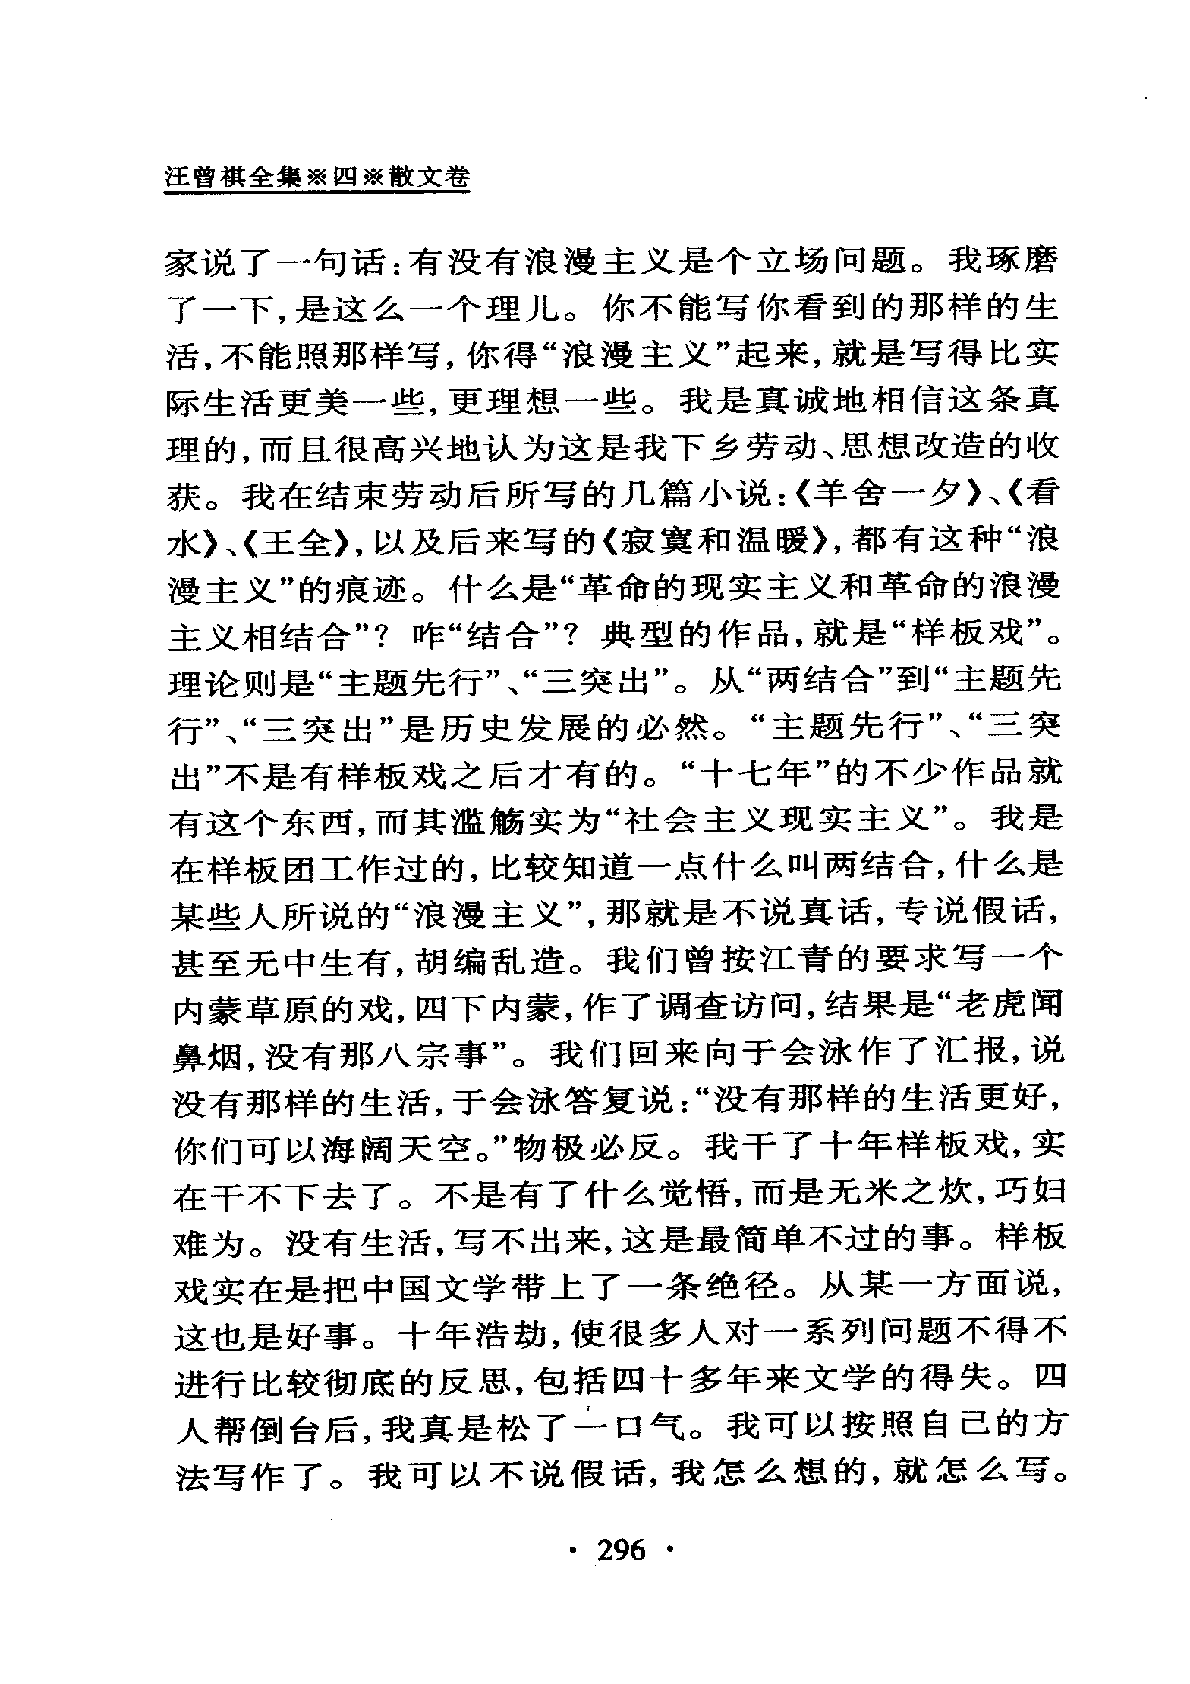 汪曾祺全集※四※散文卷
家说了一句话：有没有浪漫主义是个立场问题。我琢磨
了一下，是这么一个理儿。你不能写你看到的那样的生
活，不能照那样写，你得“浪漫主义”起来，就是写得比实
际生活更美一些，更理想一些。我是真诚地相信这条真
理的，而且很高兴地认为这是我下乡劳动、思想改造的收
获。我在结束劳动后所写的几篇小说：《羊舍一夕》、《看
水》、《王全》，以及后来写的《寂寞和温暖》，都有这种“浪
漫主义”的痕迹。什么是“革命的现实主义和革命的浪漫
主义相结合”？咋“结合”？典型的作品，就是“样板戏”。
理论则是“主题先行”、“三突出”。从“两结合”到“主题先
行”、“三突出”是历史发展的必然。“主题先行”、“三突
出”不是有样板戏之后才有的。“十七年”的不少作品就
有这个东西，而其滥觞实为“社会主义现实主义”。我是
在样板团工作过的，比较知道一点什么叫两结合，什么是
某些人所说的“浪漫主义”，那就是不说真话，专说假话，
甚至无中生有，胡编乱造。我们曾按江青的要求写一个
内蒙草原的戏，四下内蒙，作了调查访问，结果是“老虎闻
鼻烟，没有那八宗事”。我们回来向于会泳作了汇报，说
没有那样的生活，于会泳答复说：“没有那样的生活更好，
你们可以海阔天空。”物极必反。我干了十年样板戏，实
在干不下去了。不是有了什么觉悟，而是无米之炊，巧妇
难为。没有生活，写不出来，这是最简单不过的事。样板
戏实在是把中国文学带上了一条绝径。从某一方面说，
这也是好事。十年浩劫，使很多人对一系列问题不得不
进行比较彻底的反思，包括四十多年来文学的得失。四
人帮倒台后，我真是松了一口气。我可以按照自己的方
法写作了。我可以不说假话，我怎么想的，就怎么写。
· 296 ·